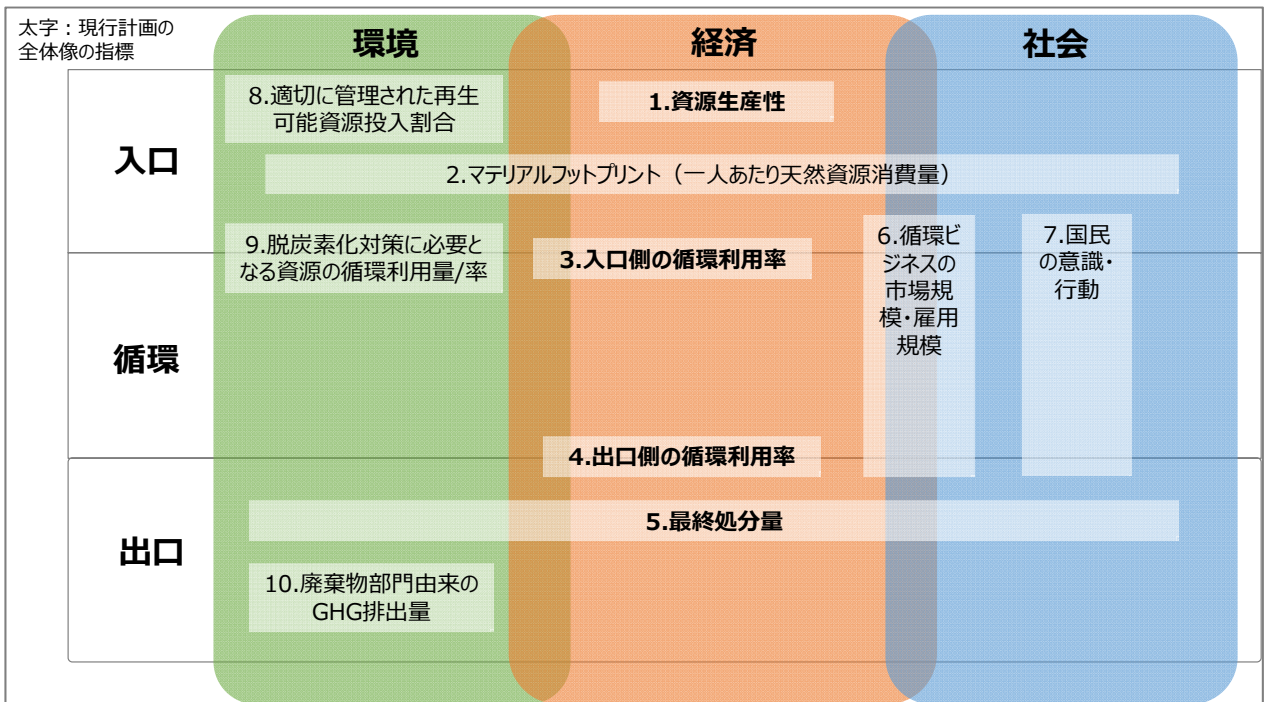 太字：現行計画の
全体像の指標
環境
経済
社会
入口
8.適切に管理された再生
可能資源投入割合
1.資源生産性
2.マテリアルフットプリント（一人あたり天然資源消費量）
9.脱炭素化対策に必要と
なる資源の循環利用量/率
3.入口側の循環利用率
6.循環ビ
ジネスの
市場規
模・雇用
規模
7.国民
の意識・
行動
循環
4.出口側の循環利用率
出口
5.最終処分量
10.廃棄物部門由来の
GHG排出量